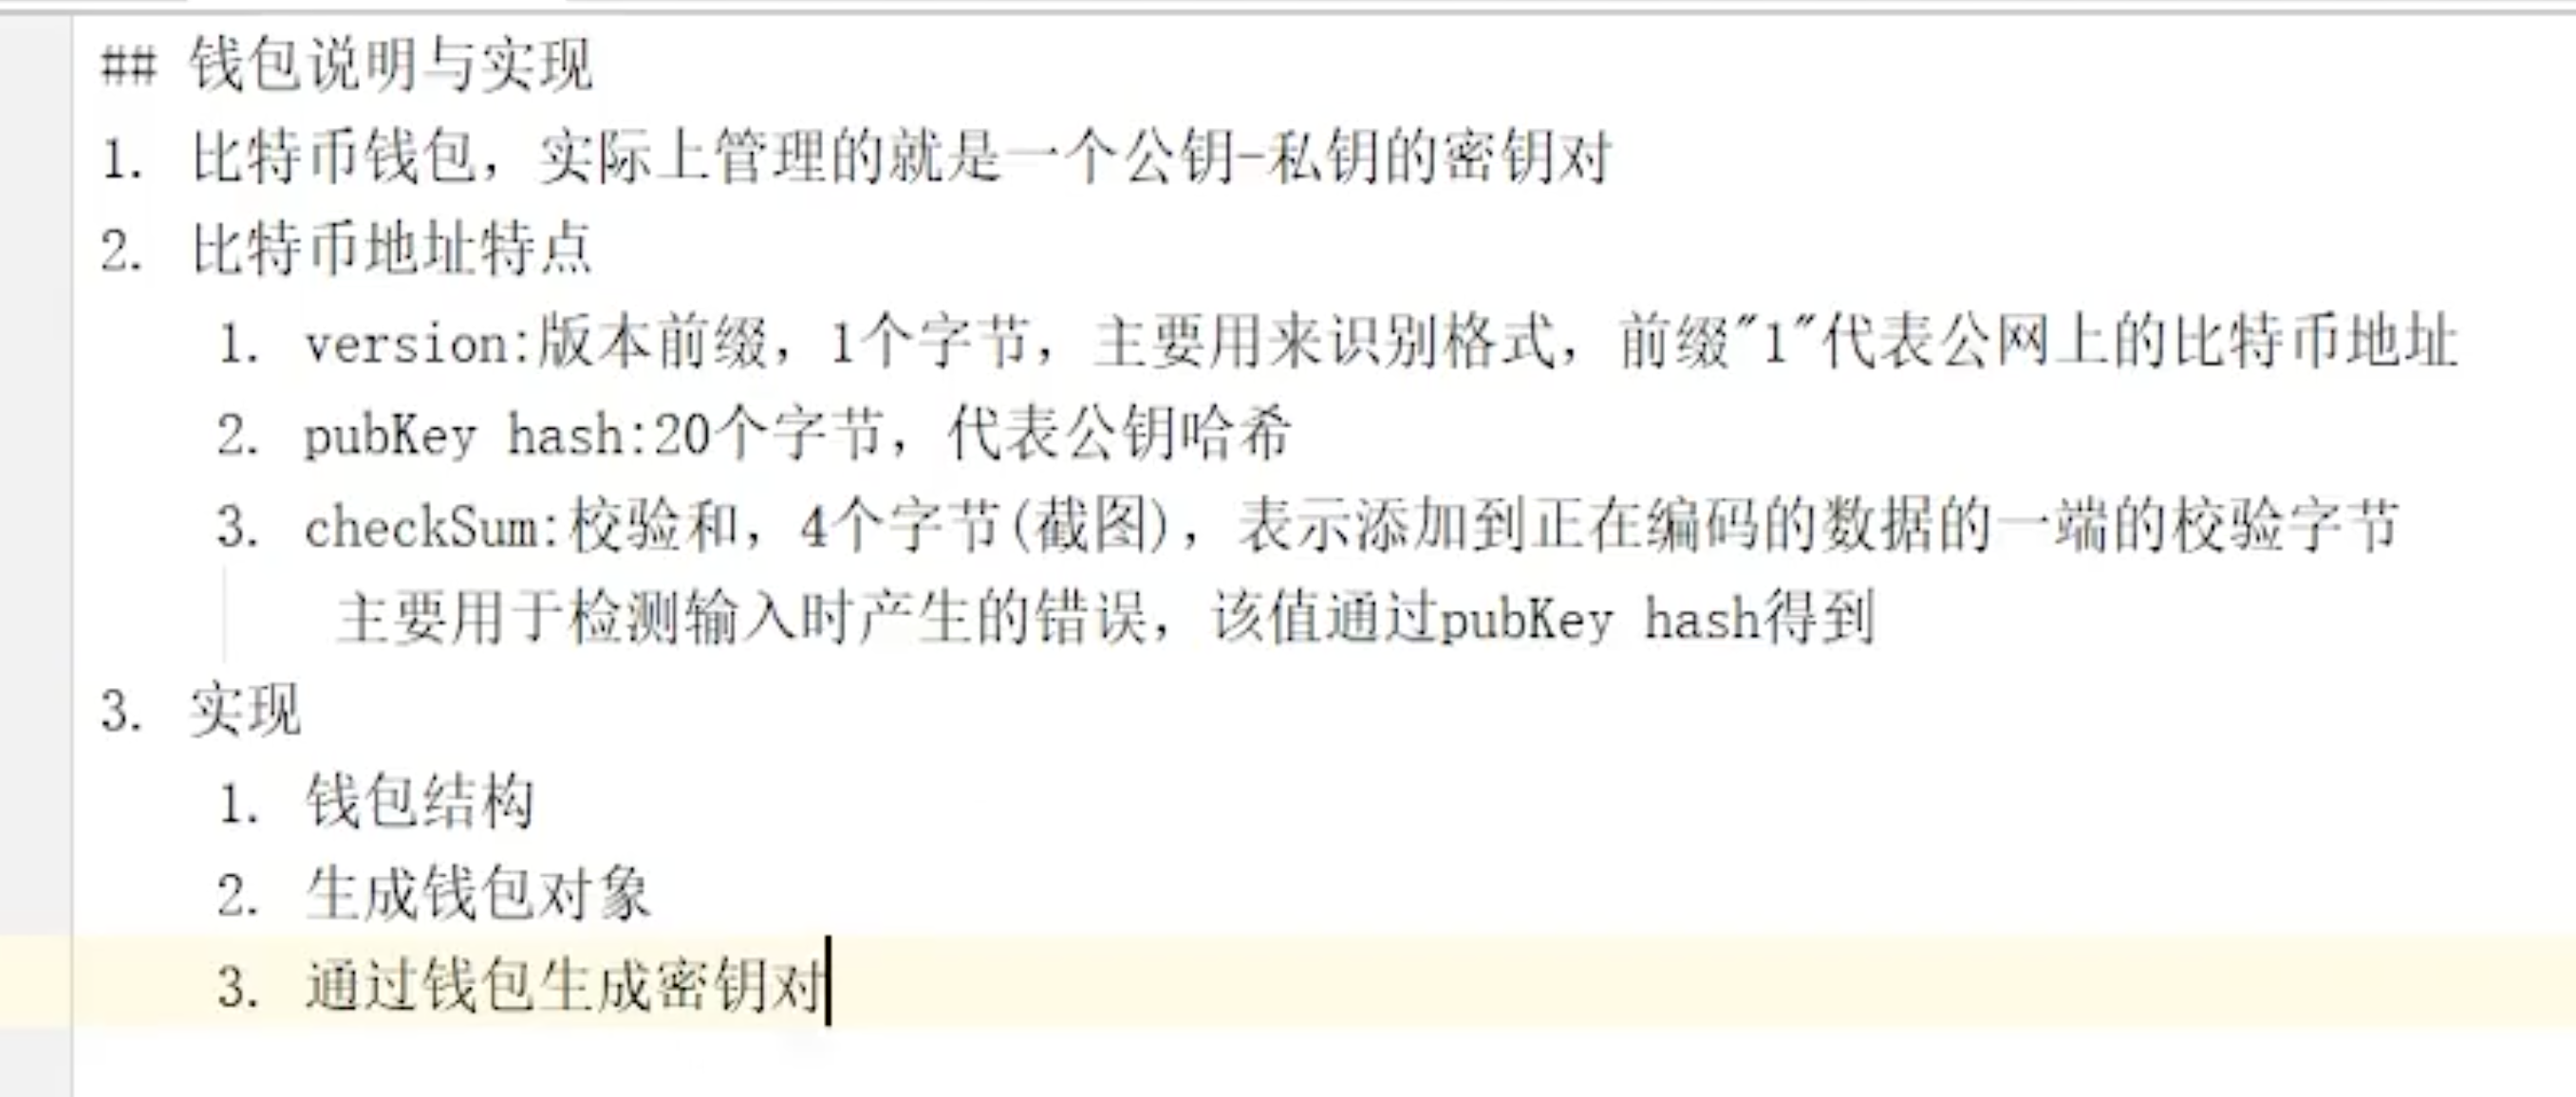 ## 钱包说明与实现
1. 比特币钱包，实际上管理的就是一个公钥-私钥的密钥对
2. 比特币地址特点
1. version:版本前缀，1个字节，主要用来识别格式，前缀"1"代表公网上的比特币地址
2. pubKey hash:20个字节，代表公钥哈希
3. checkSum:校验和，4个字节(截图)，表示添加到正在编码的数据的一端的校验字节
主要用于检测输入时产生的错误，该值通过pubKey hash得到
3. 实现
1. 钱包结构
2. 生成钱包对象
3. 通过钱包生成密钥对